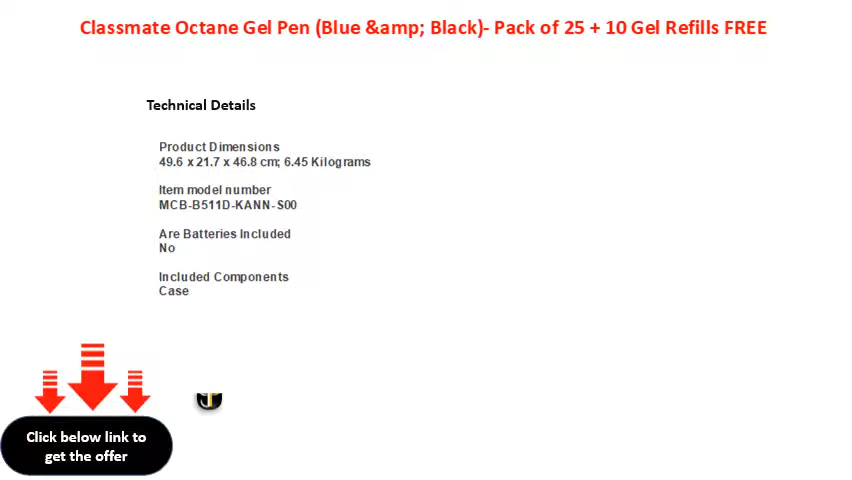 Classmate Octane Gel Pen (Blue &amp; Black)- Pack of 25 + 10 Gel Refills FREE
Technical Details
Product Dimensions
49.6 x 21.7 x 46.8 cm; 6.45 Kilograms
Item model number
MCB-B511D-KANN-S00
Are Batteries Included
No
Included Components
Case
Click below link to
get the offer